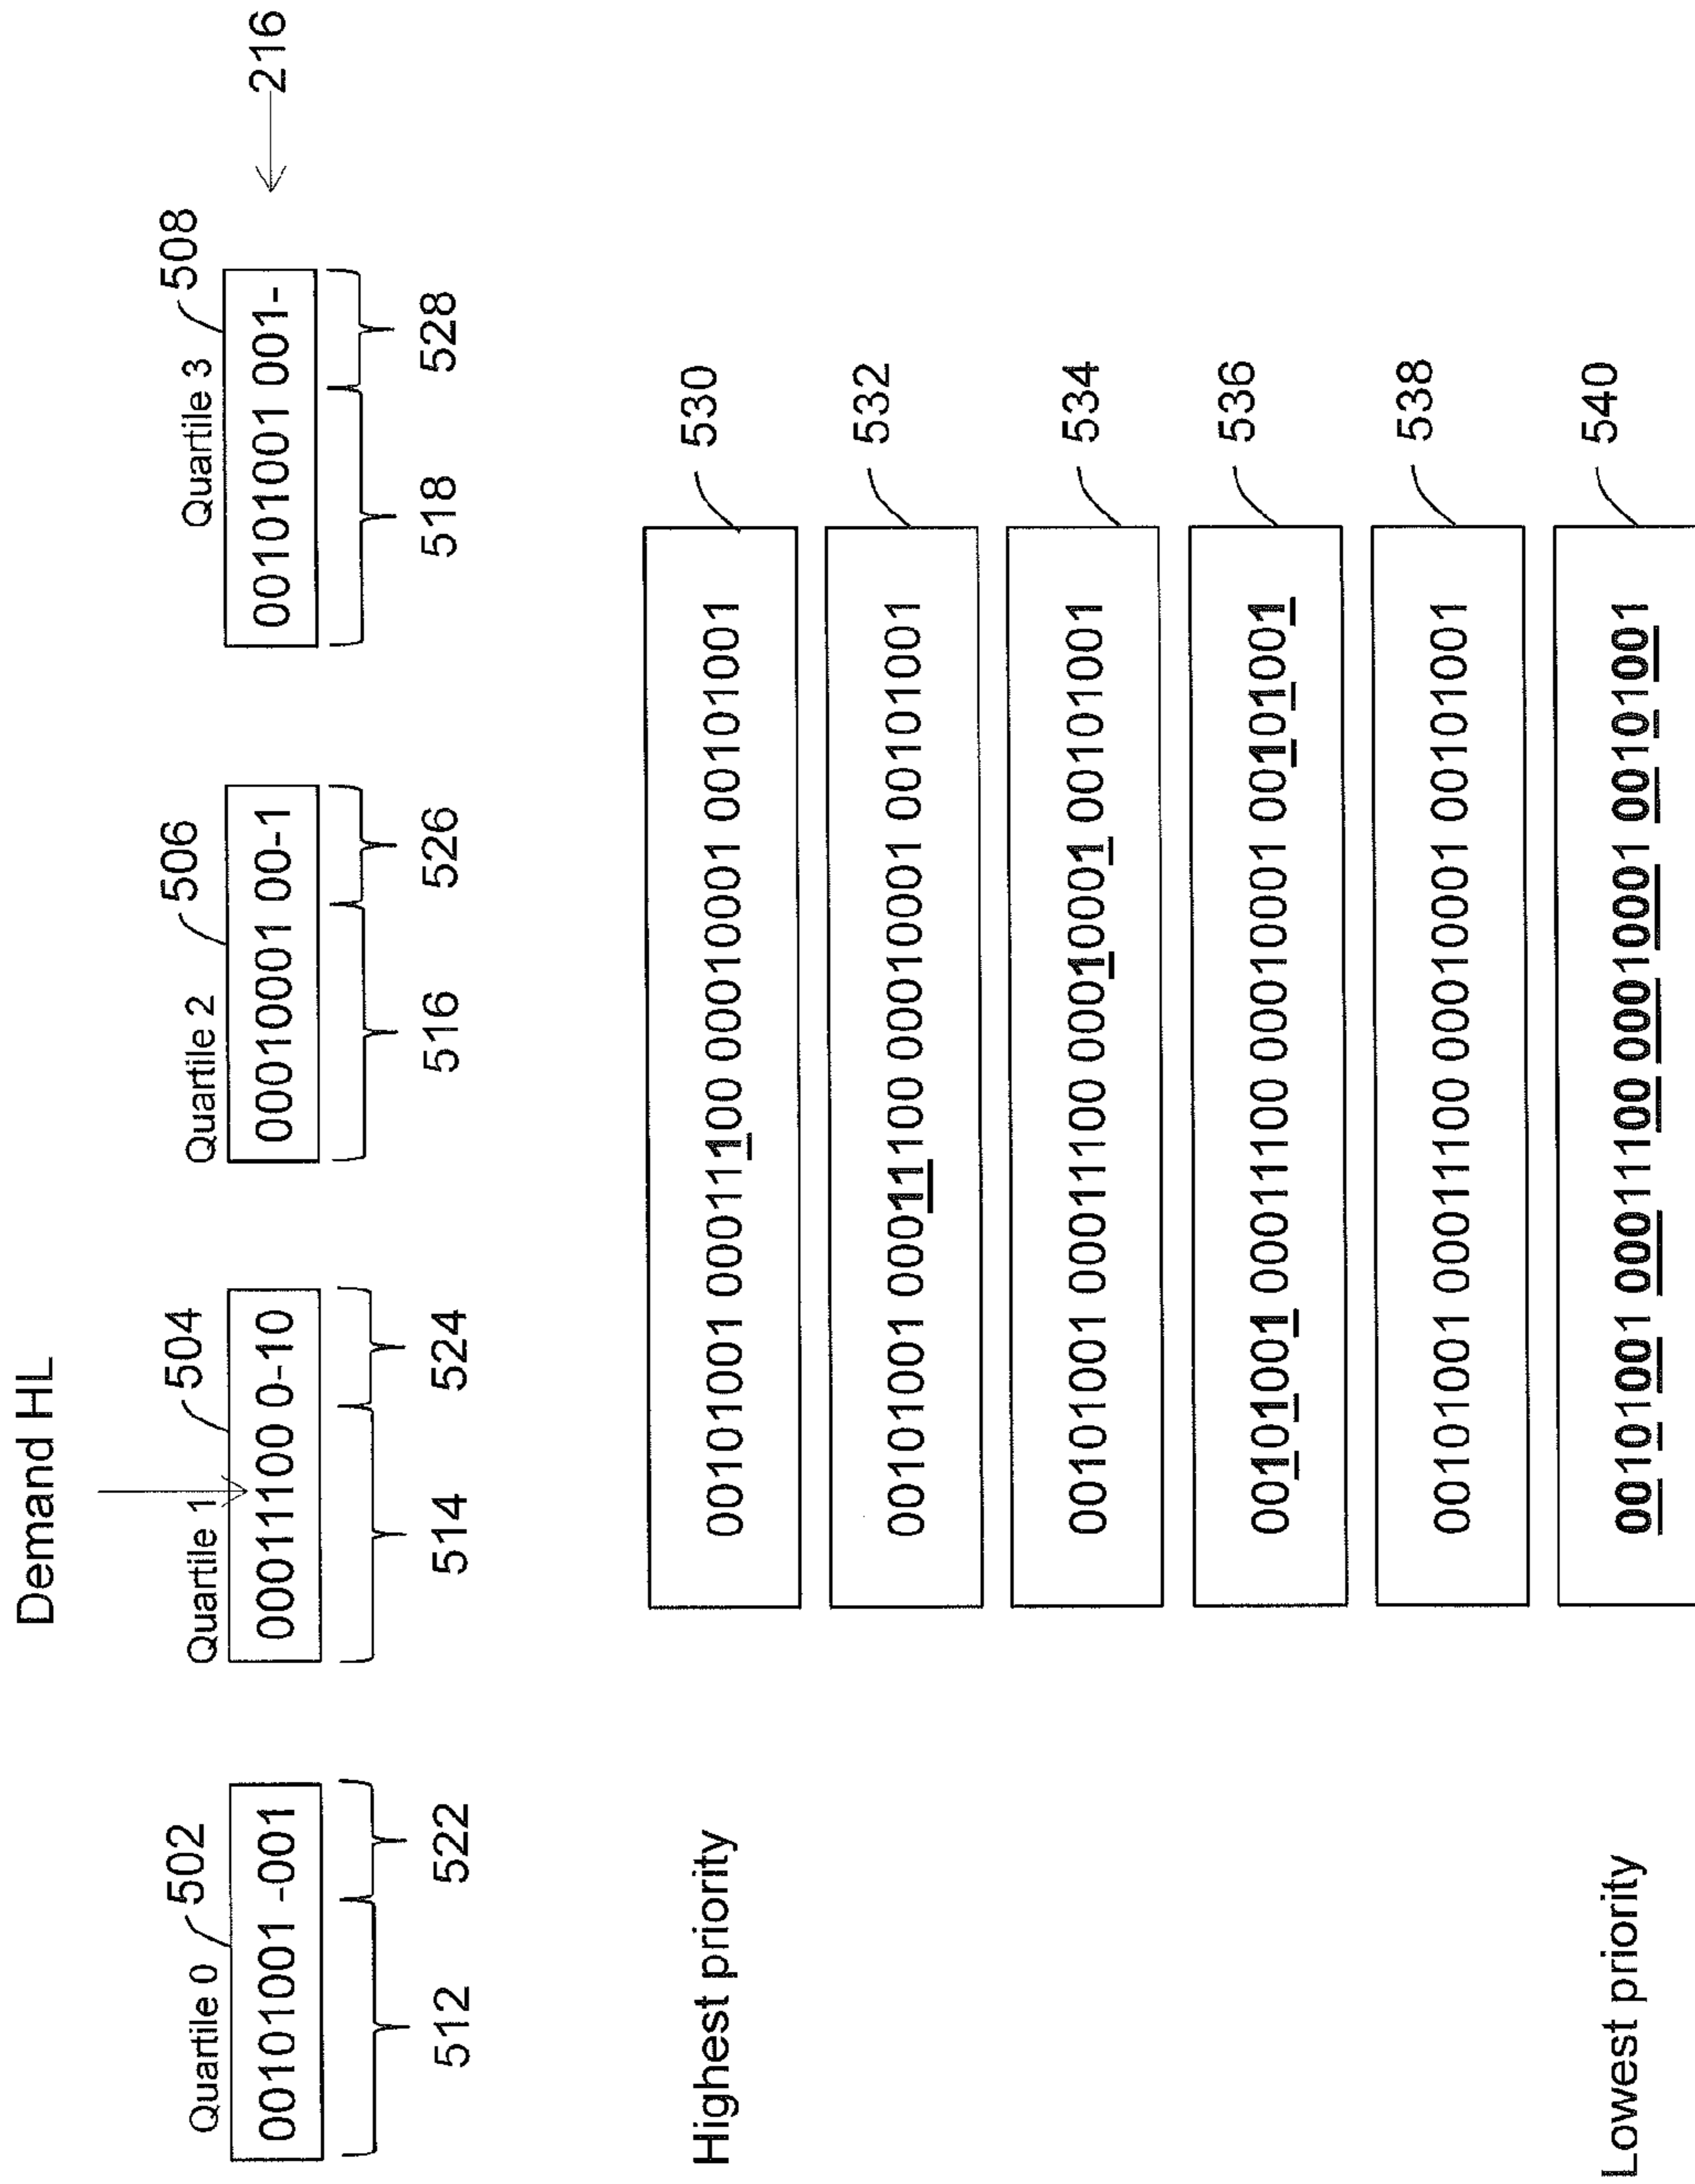 Demand HL
Quartile 0 502
Quartile 1 504
Quartile 2 506
Quartile 3 508
00101001 -001
00011100 0-10
00010001 00-1
00101001 001-
216
512 522
514 524
516 526
518 528
530
Highest priority
00101001 00011100 00010001 00101001
532
00101001 00011100 00010001 00101001
534
00101001 00011100 00010001 00101001
536
00101001 00011100 00010001 00101001
538
00101001 00011100 00010001 00101001
540
Lowest priority
00101001 00011100 00010001 00101001